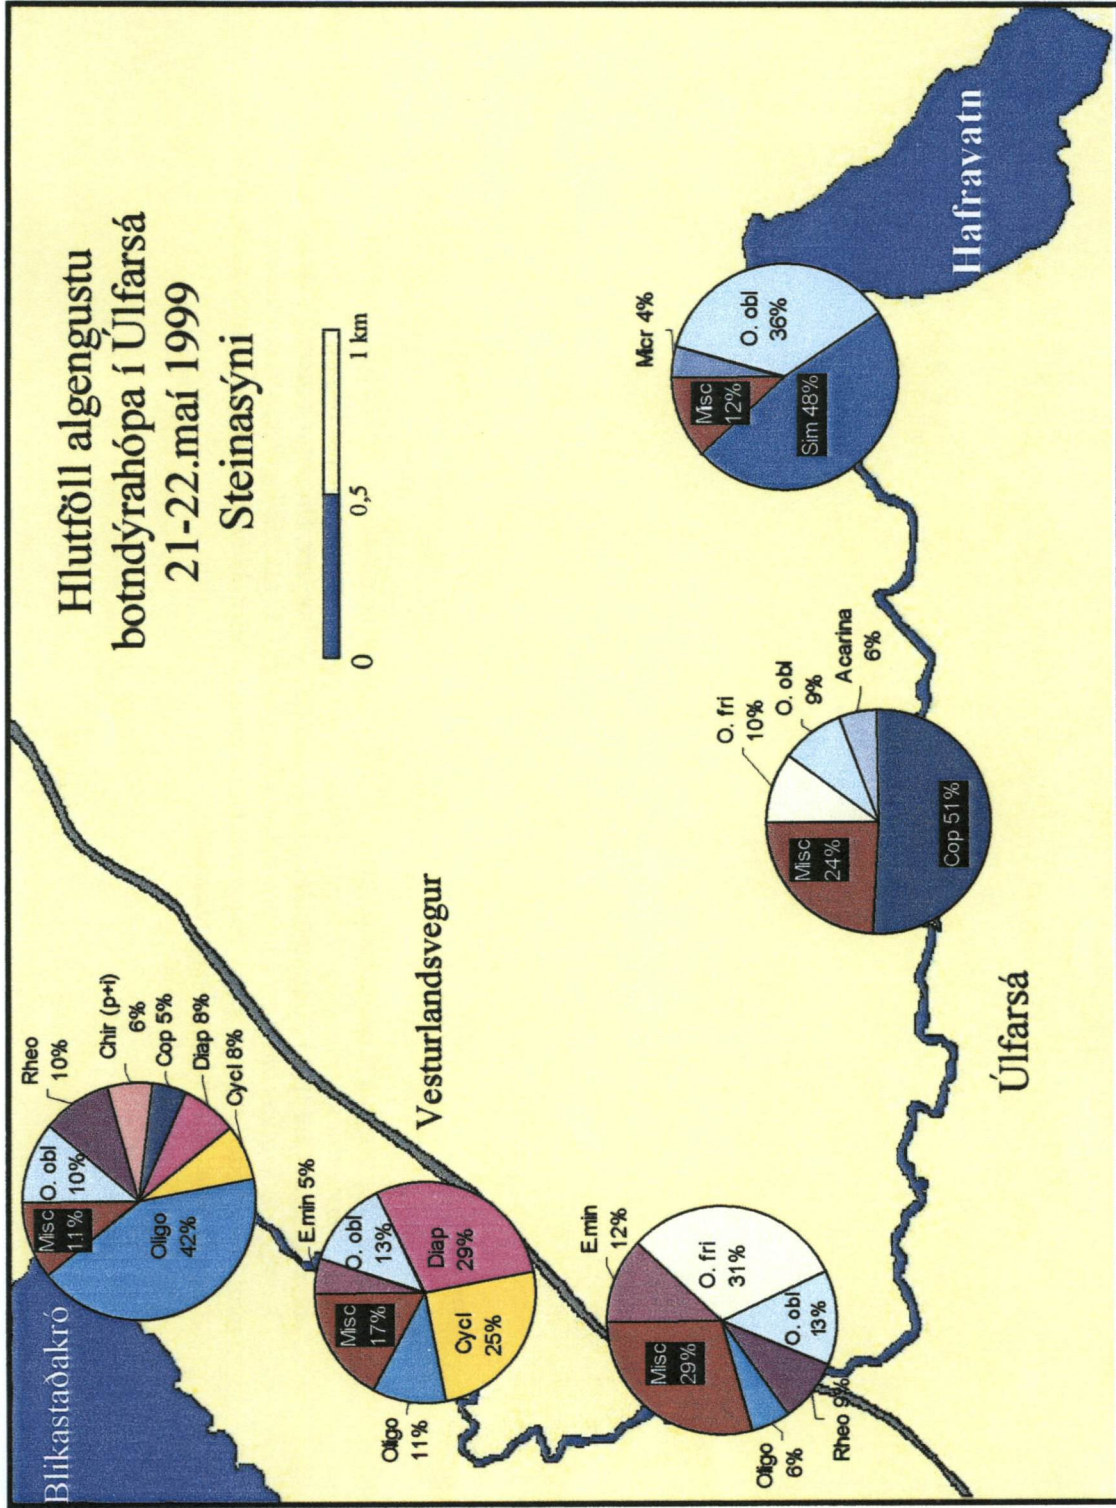 Hlutföll algengustu
botndýrahópa í Úlfarsá
21-22.maí 1999
Steinasýni
0
0,5
1 km
Blikastaðakró
Misc
11%
O. obl
10%
Rheo
10%
Chir (p+i)
6%
Cop 5%
Diap 8%
Cycl 8%
Oligo
42%
Vesturlandsvegur
E.min 5%
Misc
17%
O. obl
13%
Diap
29%
Cycl
25%
Oligo
11%
E.min
12%
Misc
29%
O. fri
31%
O. obl
13%
Rheo 9%
Oligo
6%
Úlfarsá
O. fri
10%
O. obl
9%
Acarina
6%
Misc
24%
Cop 51%
Micr 4%
Misc
12%
O. obl
36%
Sim 48%
Hafravatn